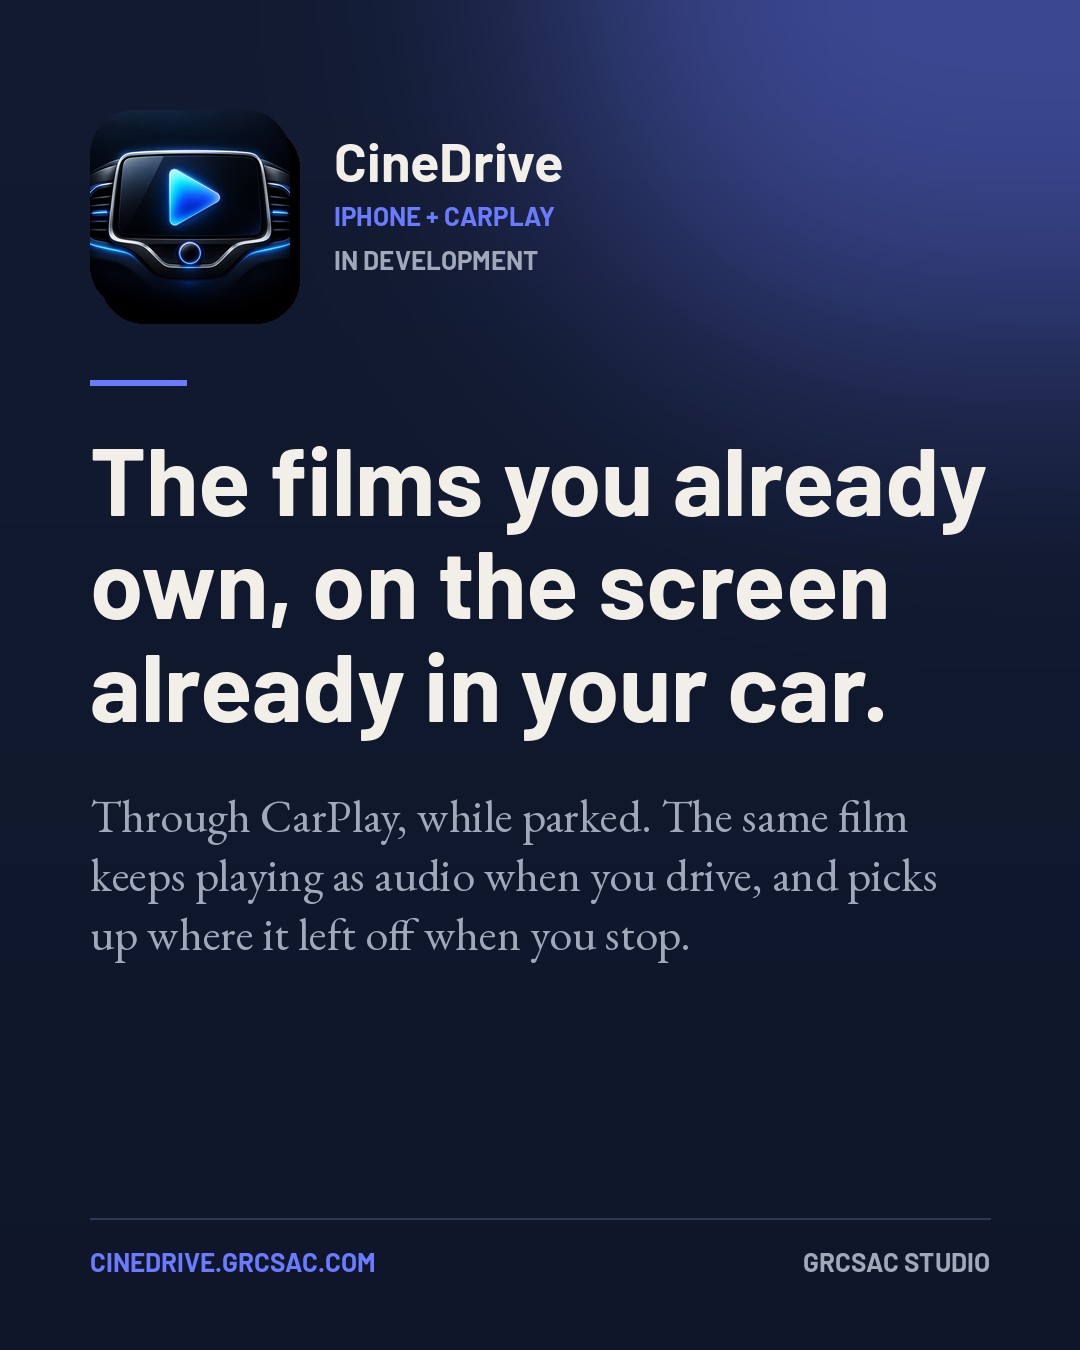 CineDrive
IPHONE + CARPLAY
IN DEVELOPMENT
The films you already
own, on the screen
already in your car.
Through CarPlay, while parked. The same film
keeps playing as audio when you drive, and picks
up where it left off when you stop.
CINEDRIVE.GRCSAC.COM
GRCSAC STUDIO